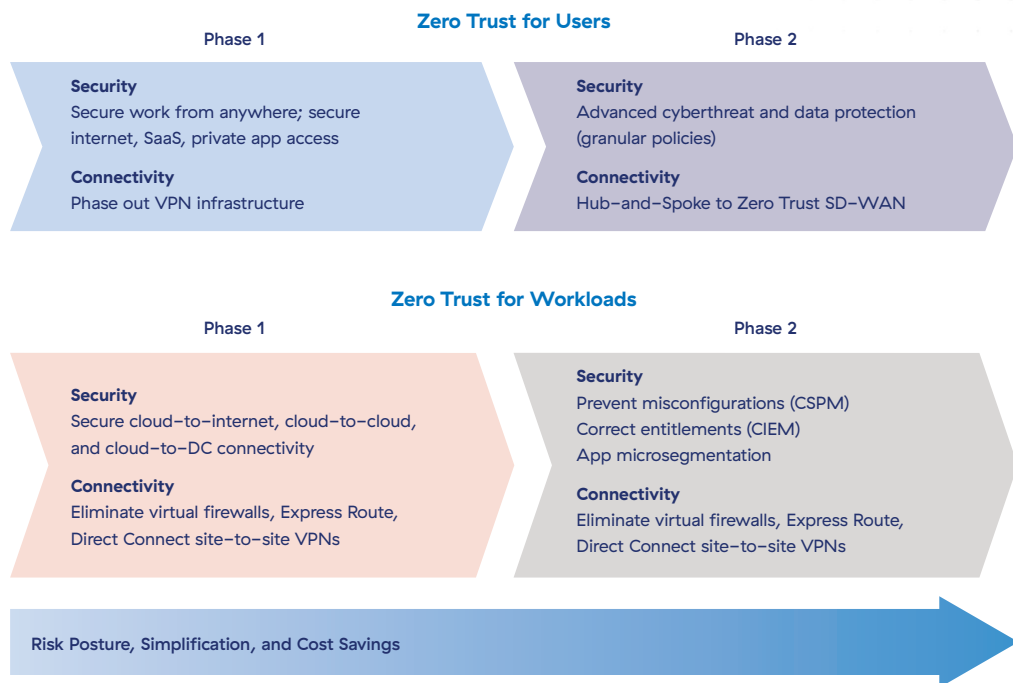 Zero Trust for Users
Phase 1
Phase 2
Security
Secure work from anywhere; secure
internet, SaaS, private app access
Connectivity
Phase out VPN infrastructure
Security
Advanced cyberthreat and data protection
(granular policies)
Connectivity
Hub-and-Spoke to Zero Trust SD-WAN
Zero Trust for Workloads
Phase 1
Phase 2
Security
Secure cloud-to-internet, cloud-to-cloud,
and cloud-to-DC connectivity
Connectivity
Eliminate virtual firewalls, Express Route,
Direct Connect site-to-site VPNs
Security
Prevent misconfigurations (CSPM)
Correct entitlements (CIEM)
App microsegmentation
Connectivity
Eliminate virtual firewalls, Express Route,
Direct Connect site-to-site VPNs
Risk Posture, Simplification, and Cost Savings